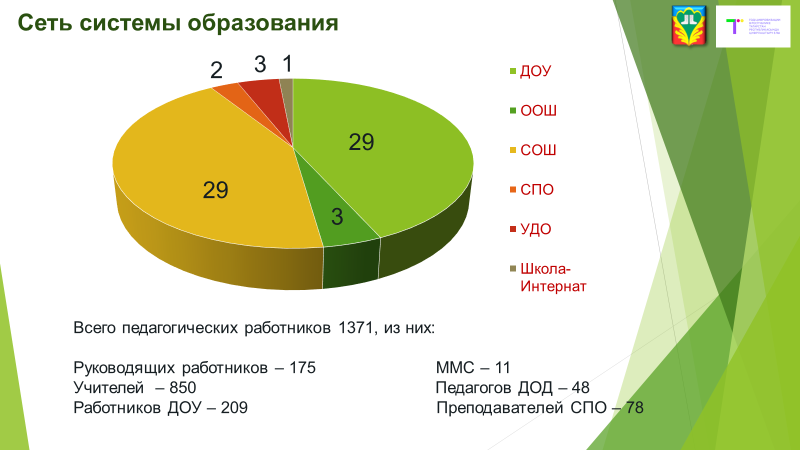 Сеть системы образования
2
3
1
29
29
3
ДОУ
ООШ
СОШ
СПО
УДО
Школа-
Интернат
Всего педагогических работников 1371, из них:
Руководящих работников – 175
ММС – 11
Учителей – 850
Педагогов ДОД – 48
Работников ДОУ – 209
Преподавателей СПО – 78